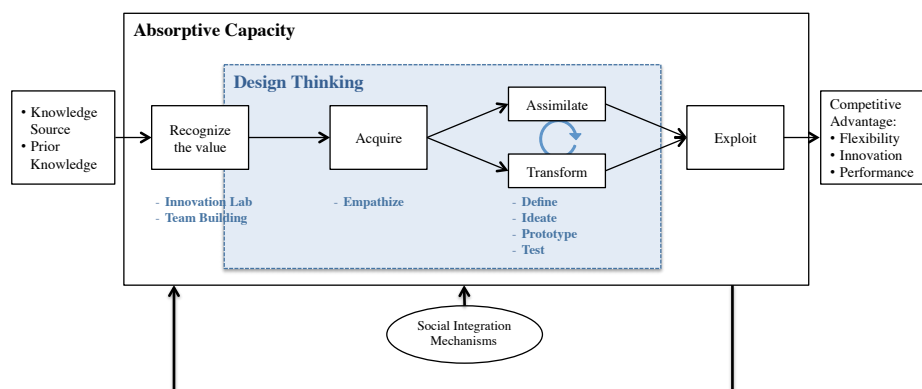 Absorptive Capacity
Design Thinking
• Knowledge
Source
• Prior
Knowledge
Recognize
the value
Acquire
Assimilate
Transform
Exploit
Competitive
Advantage:
• Flexibility
• Innovation
• Performance
- Innovation Lab
- Team Building
- Empathize
- Define
- Ideate
- Prototype
- Test
Social Integration
Mechanisms